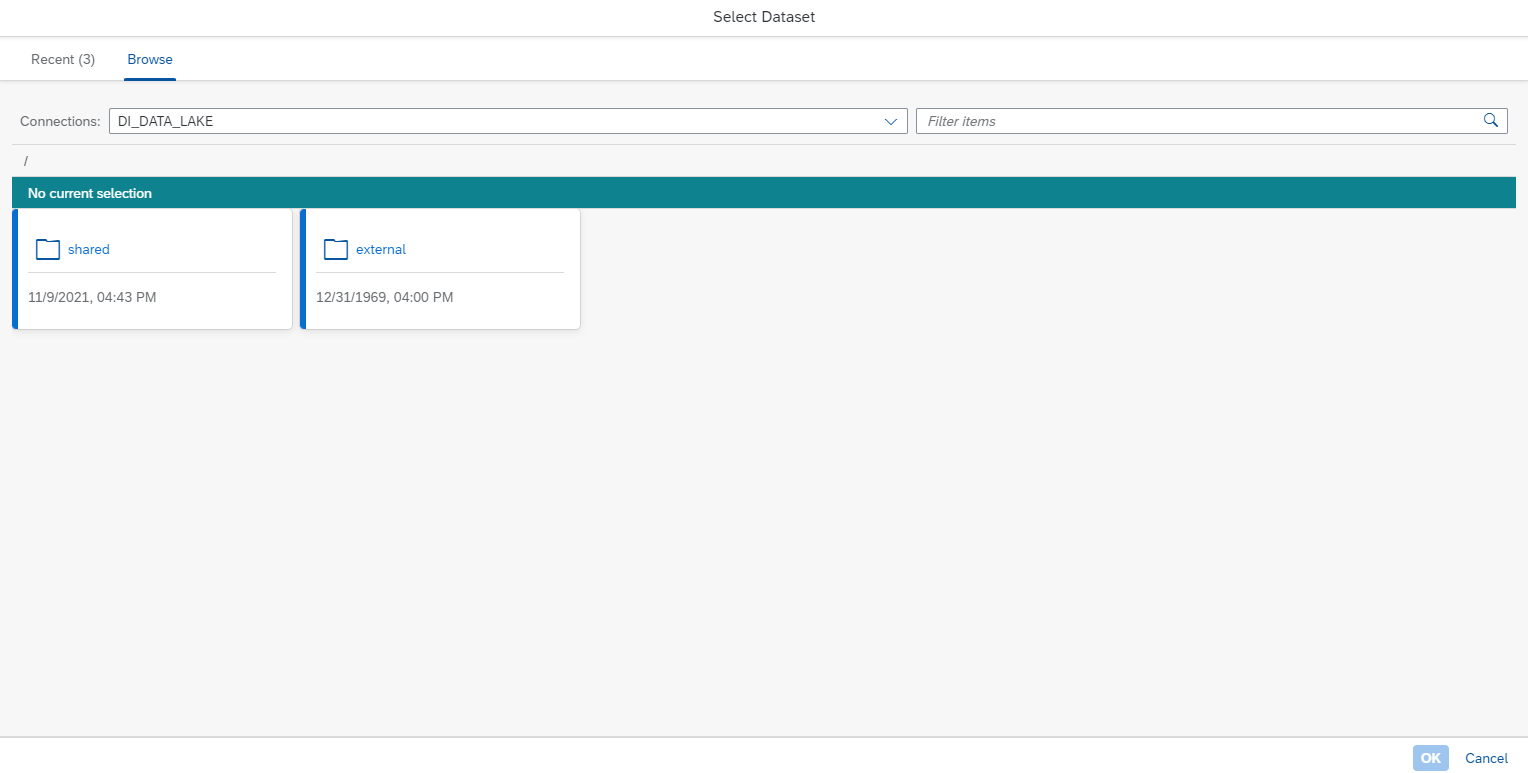 Select Dataset
Recent (3) Browse
Connections: DI_DATA_LAKE Filter items
/
No current selection
shared external
11/9/2021, 04:43 PM 12/31/1969, 04:00 PM
OK Cancel